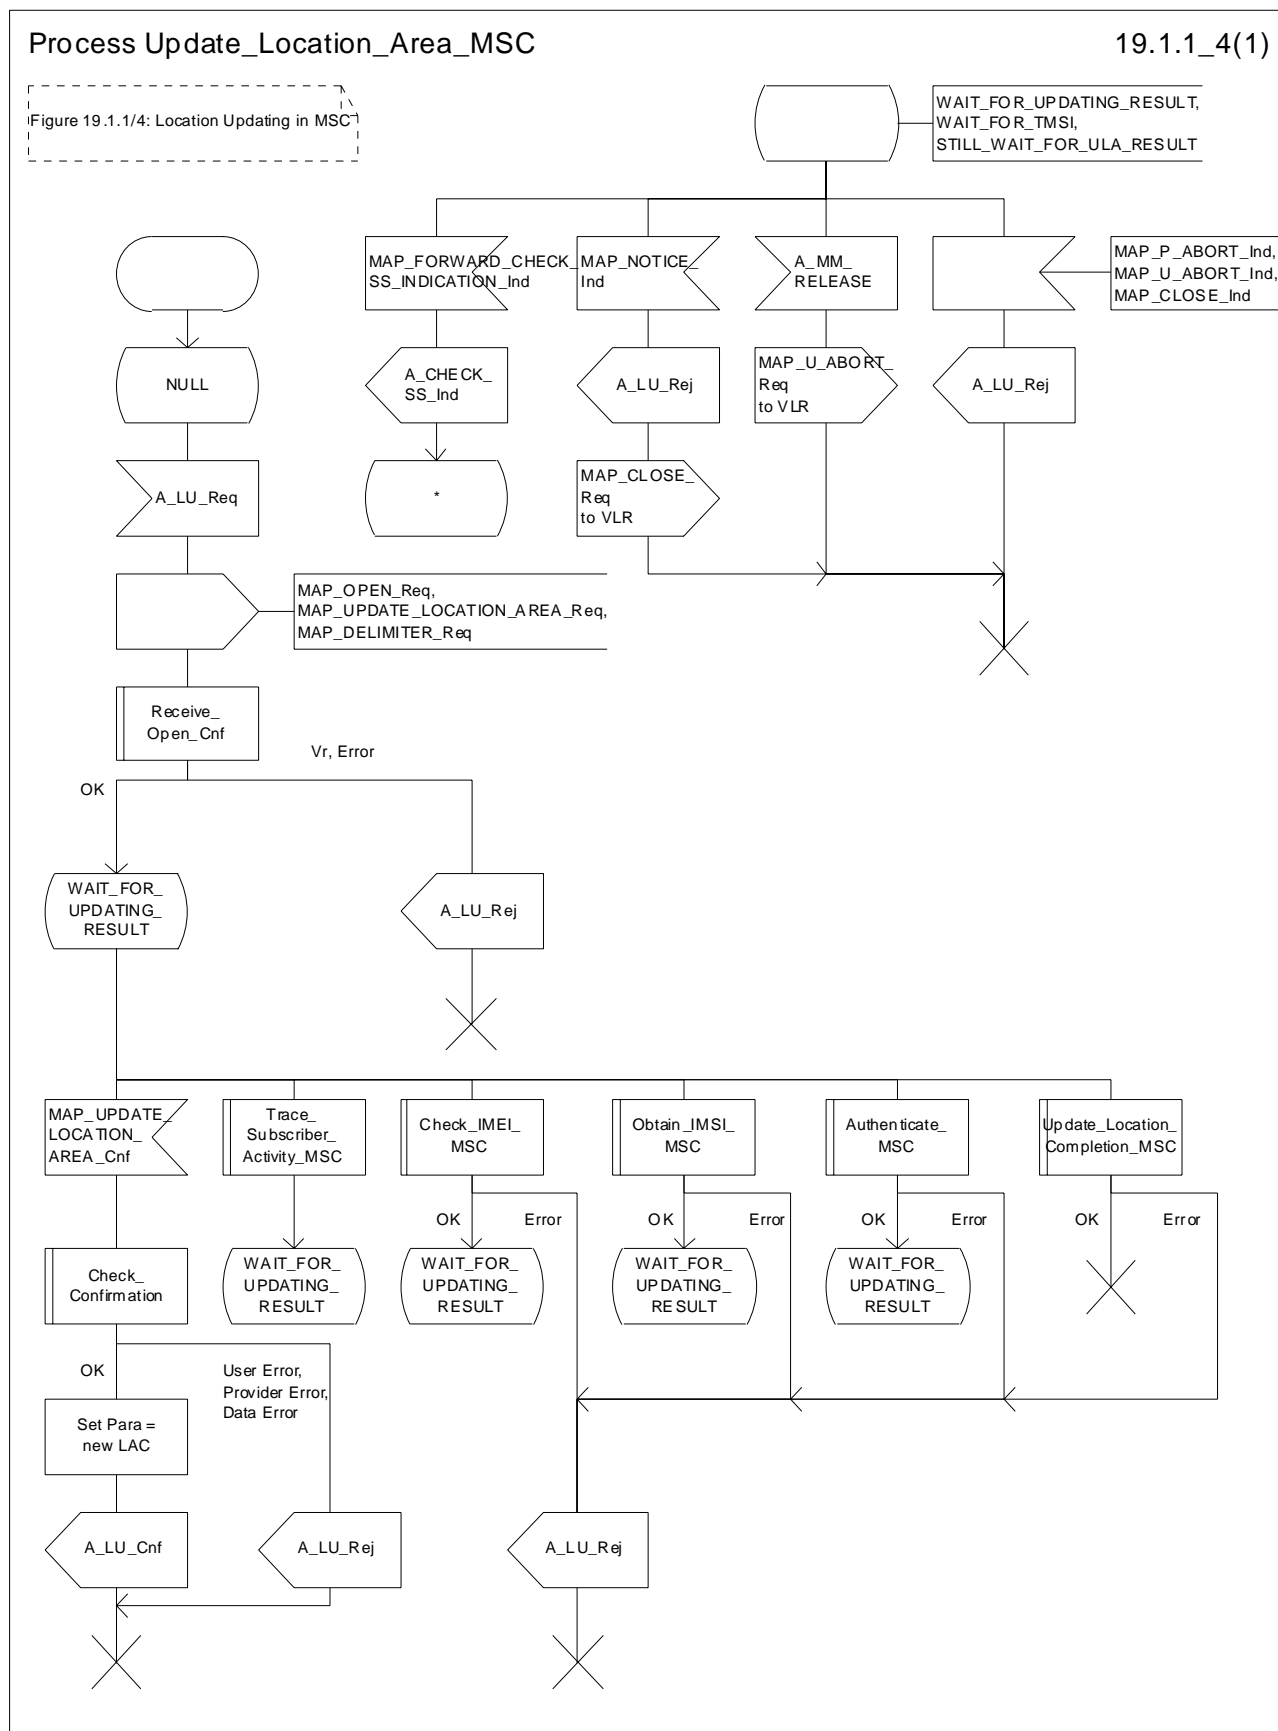 Process Update_Location_Area_MSC
19.1.1_4(1)
Figure 19.1.1/4: Location Updating in MSC
WAIT_FOR_UPDATING_RESULT,
WAIT_FOR_TMSI,
STILL_WAIT_FOR_ULA_RESULT
MAP_FORWARD_CHECK_
SS_INDICATION_Ind
MAP_NOTICE_
Ind
A_MM_
RELEASE
MAP_P_ABORT_Ind,
MAP_U_ABORT_Ind,
MAP_CLOSE_Ind
NULL
A_CHECK_
SS_Ind
A_LU_Rej
MAP_U_ABORT_
Req
to VLR
A_LU_Rej
A_LU_Req
*
MAP_CLOSE_
Req
to VLR
MAP_OPEN_Req,
MAP_UPDATE_LOCATION_AREA_Req,
MAP_DELIMITER_Req
Receive_
Open_Cnf
Vr, Error
OK
WAIT_FOR_
UPDATING_
RESULT
A_LU_Rej
MAP_UPDATE_
LOCATION_
AREA_Cnf
Trace_
Subscriber_
Activity_MSC
Check_IMEI_
MSC
Obtain_IMSI_
MSC
Authenticate_
MSC
Update_Location_
Completion_MSC
OK
Error
OK
Error
OK
Error
OK
Error
Check_
Confirmation
WAIT_FOR_
UPDATING_
RESULT
WAIT_FOR_
UPDATING_
RESULT
WAIT_FOR_
UPDATING_
RESULT
WAIT_FOR_
UPDATING_
RESULT
OK
User Error,
Provider Error,
Data Error
Set Para =
new LAC
A_LU_Cnf
A_LU_Rej
A_LU_Rej